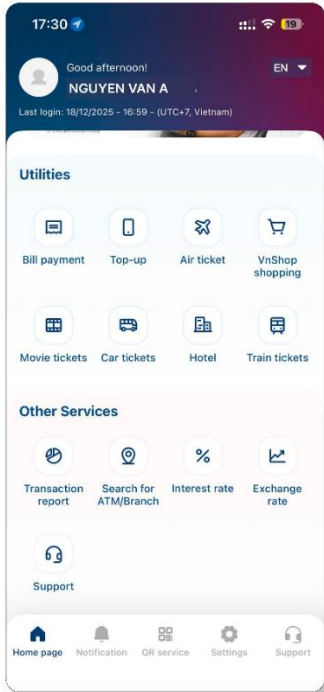 17:30
19
Good afternoon!
EN
NGUYEN VAN A
Last login: 18/12/2025 - 16:59 - (UTC+7, Vietnam)
Utilities
Bill payment
Top-up
Air ticket
VnShop
shopping
Movie tickets
Car tickets
Hotel
Train tickets
Other Services
Transaction
report
Search for
ATM/Branch
Interest rate
Exchange
rate
Support
Home page
Notification
QR service
Settings
Support